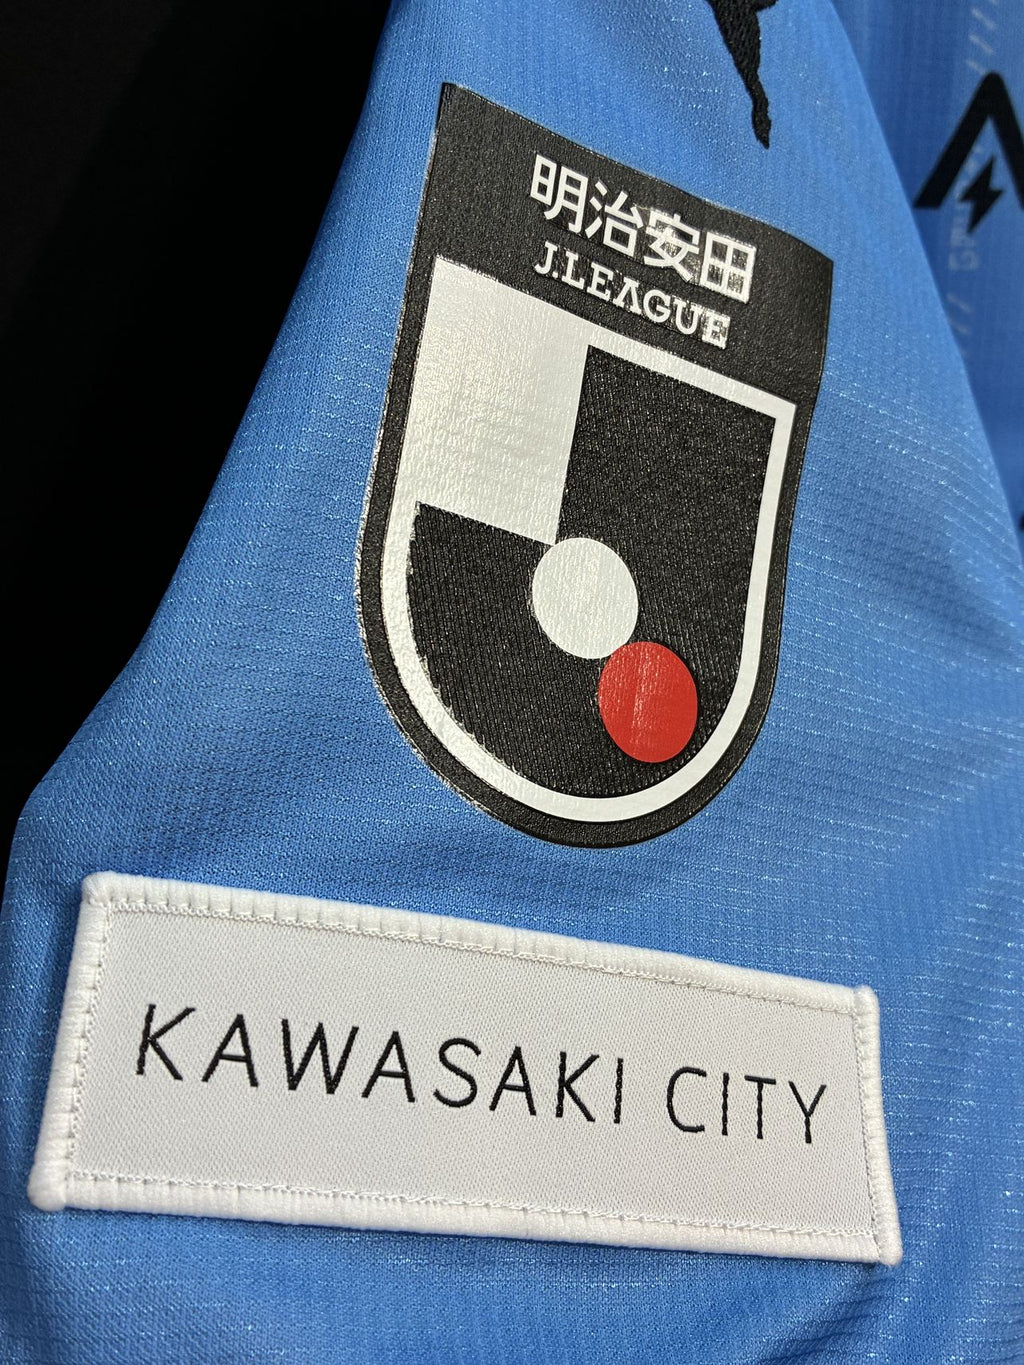 明治安田
J.LEAGUE
KAWASAKI CITY